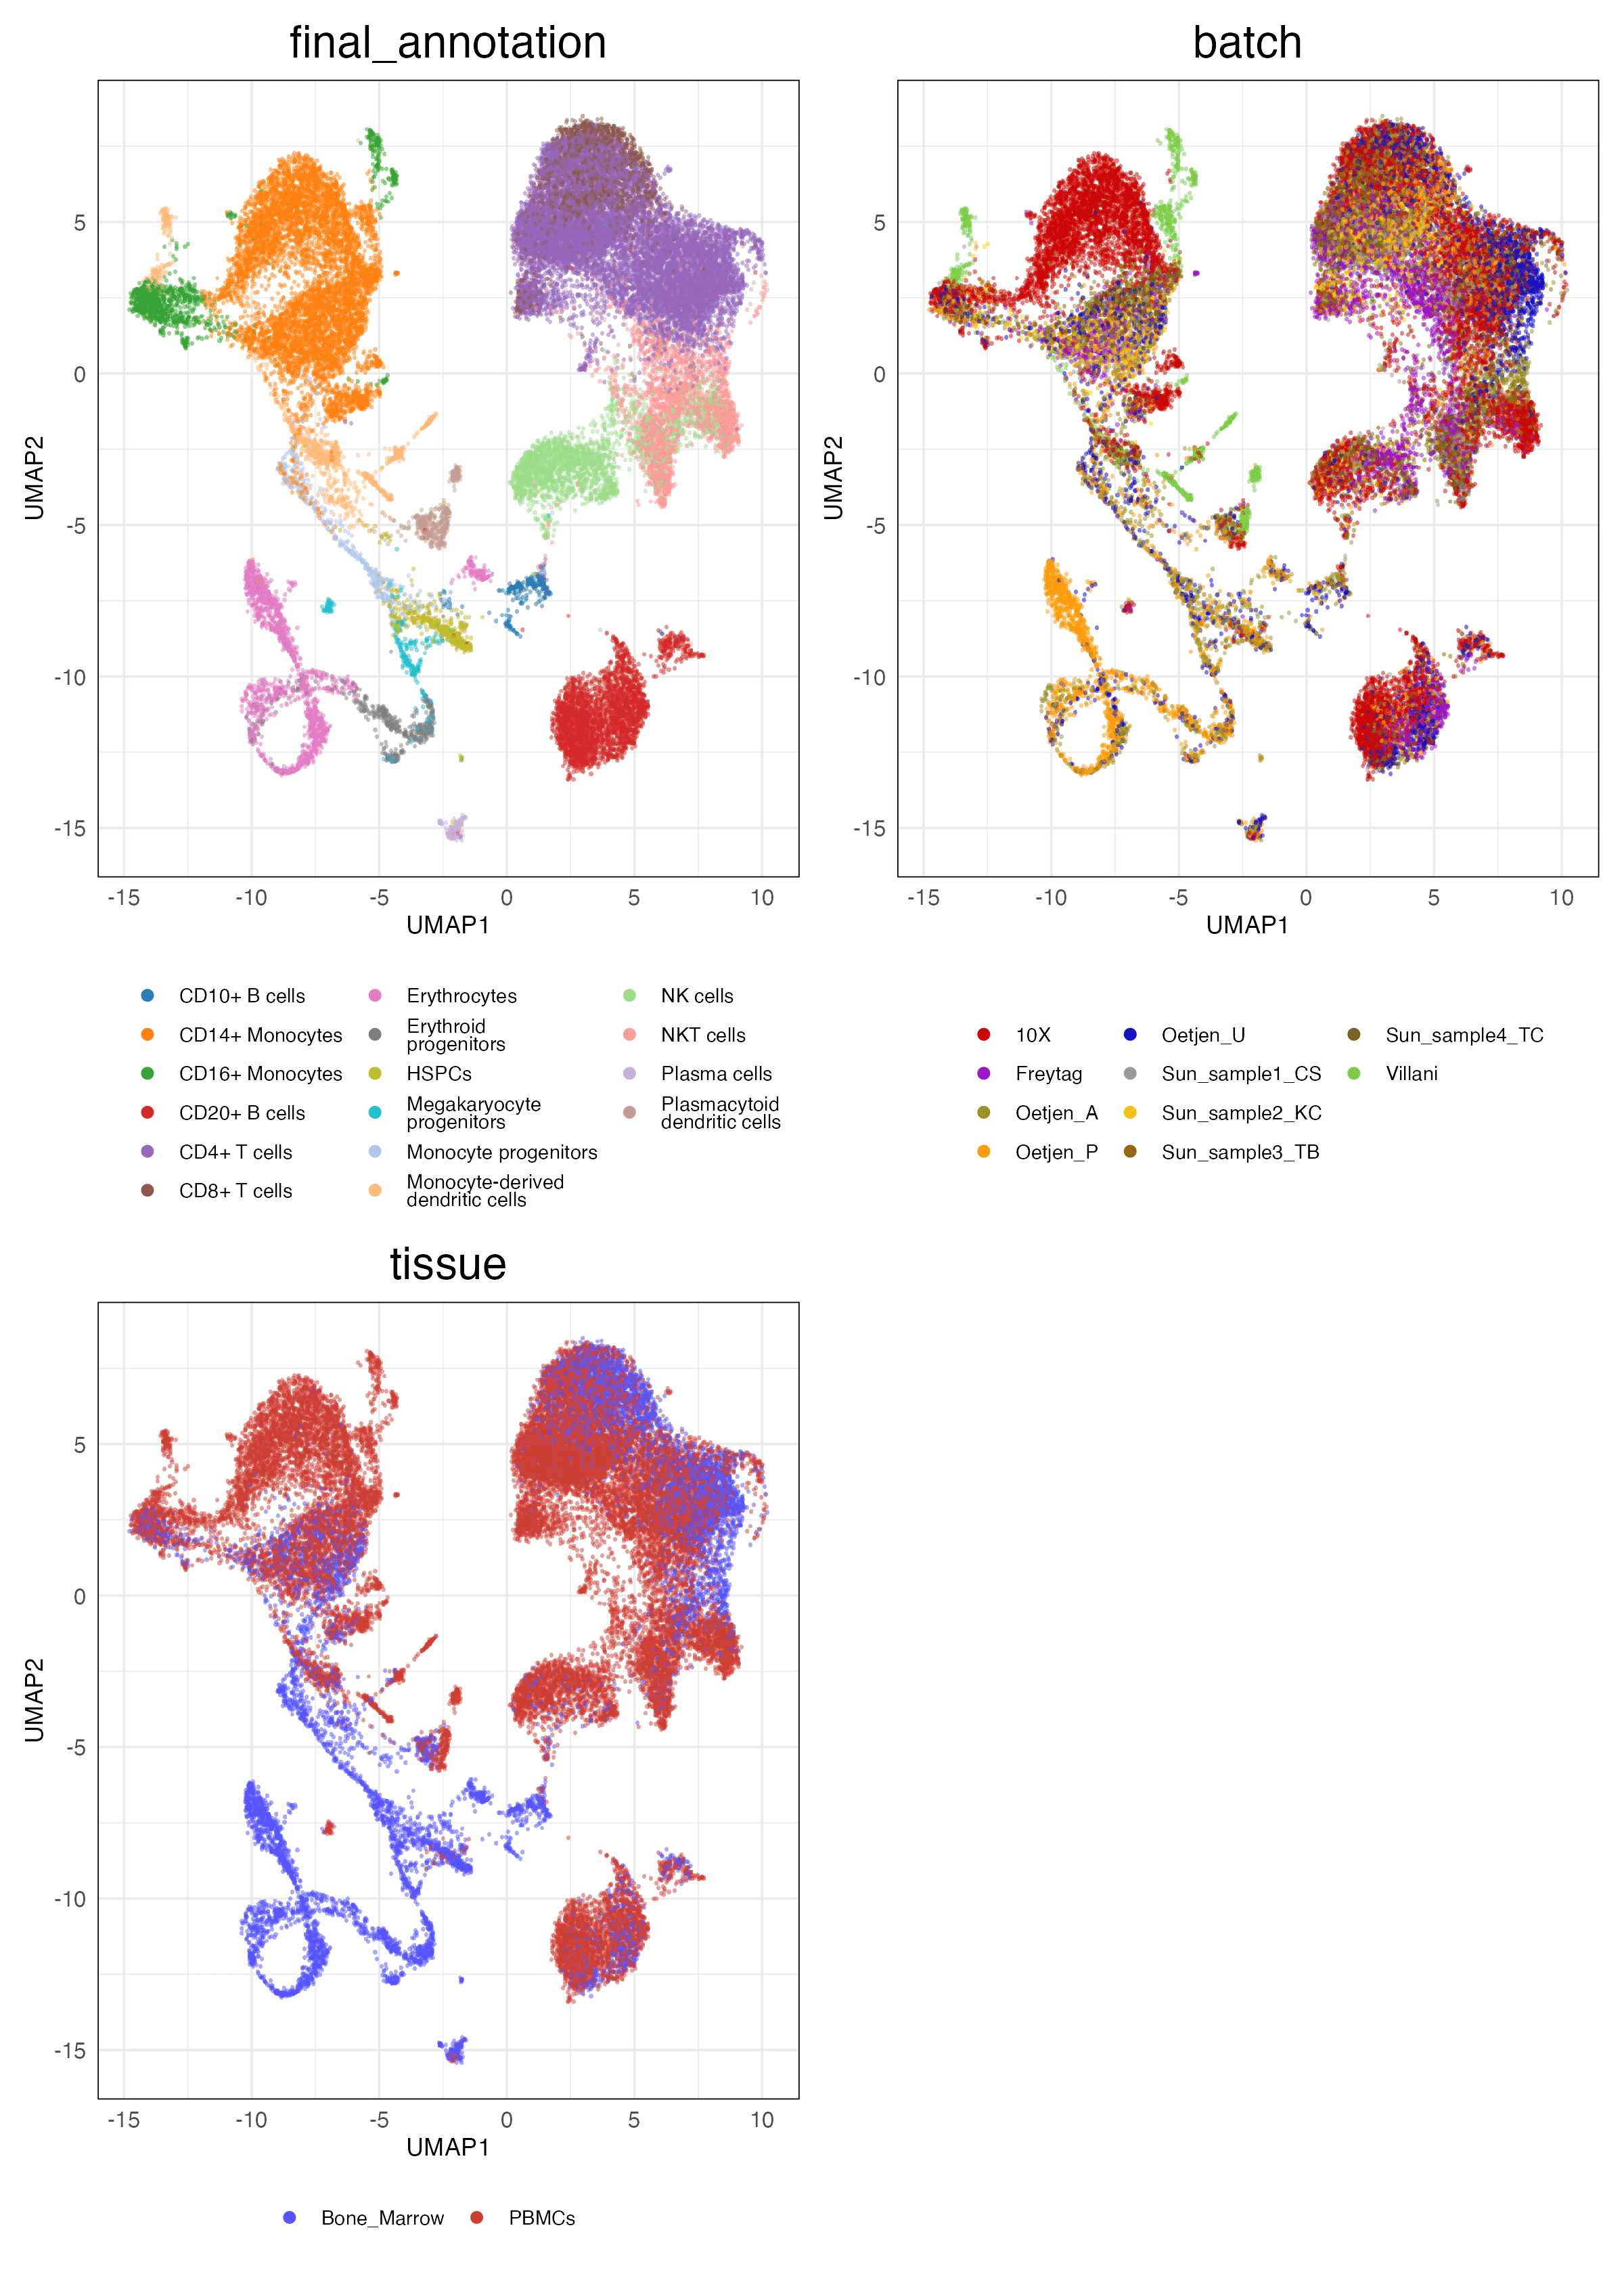 final_annotation
batch
5
0
-5
-10
-15
UMAP2
-15 -10 -5 0 5 10
UMAP1
5
0
-5
-10
-15
UMAP2
-15 -10 -5 0 5 10
UMAP1
CD10+ B cells
CD14+ Monocytes
CD16+ Monocytes
CD20+ B cells
CD4+ T cells
CD8+ T cells
Erythrocytes
Erythroid
progenitors
HSPCs
Megakaryocyte
progenitors
Monocyte progenitors
Monocyte-derived
dendritic cells
NK cells
NKT cells
Plasma cells
Plasmacytoid
dendritic cells
10X
Freytag
Oetjen_A
Oetjen_P
Oetjen_U
Sun_sample1_CS
Sun_sample2_KC
Sun_sample3_TB
Sun_sample4_TC
Villani
tissue
5
0
-5
-10
-15
UMAP2
-15 -10 -5 0 5 10
UMAP1
Bone_Marrow
PBMCs